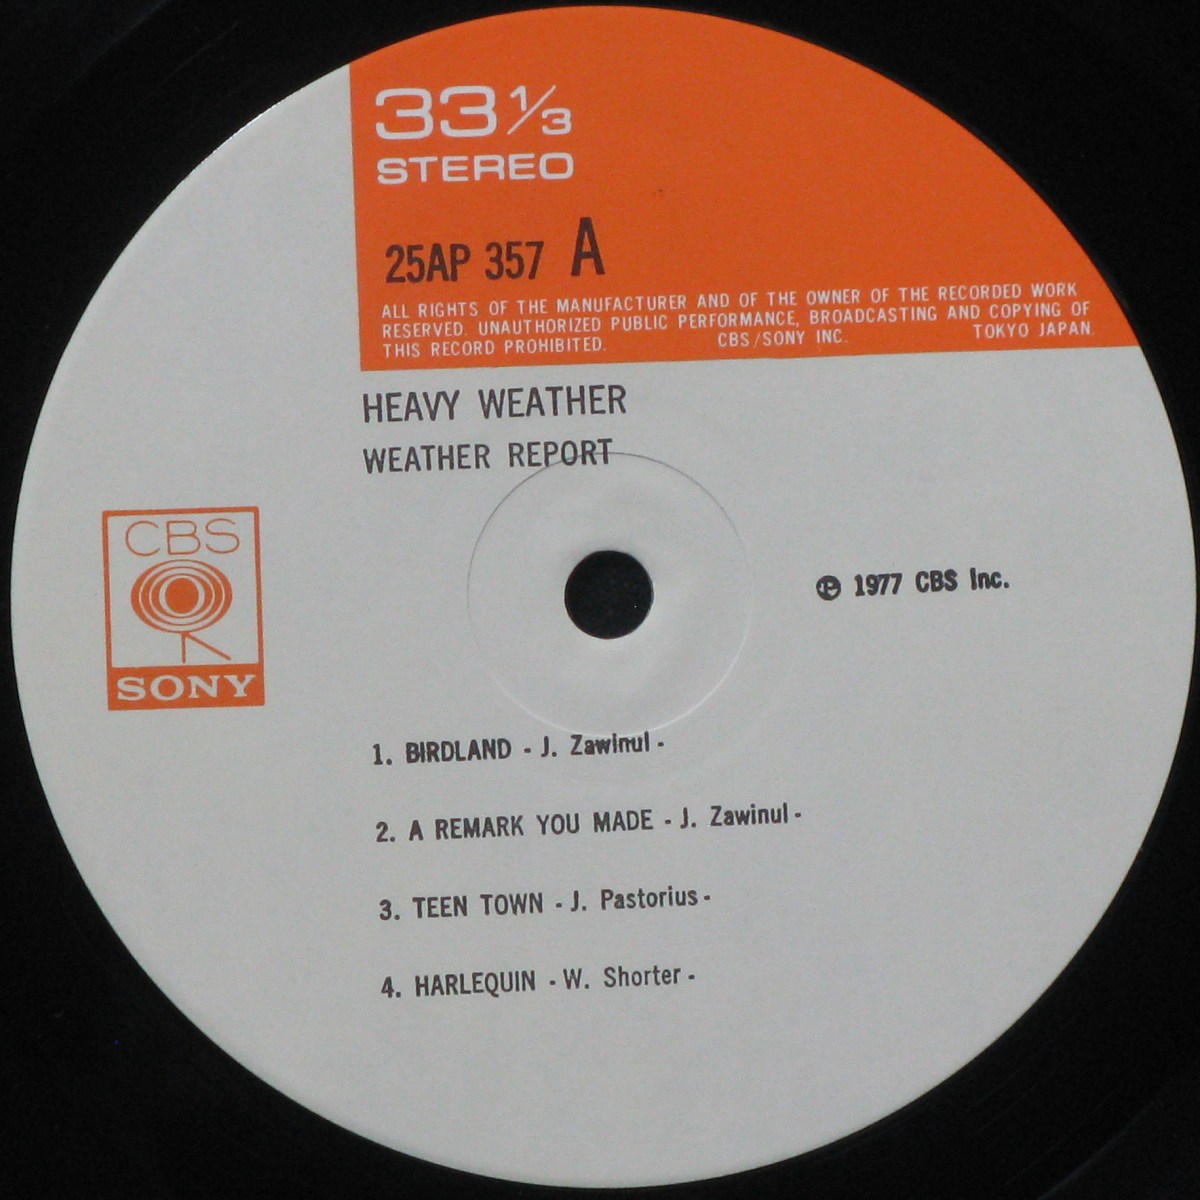 33 1/3
STEREO
25AP 357 A
ALL RIGHTS OF THE MANUFACTURER AND OF THE OWNER OF THE RECORDED WORK
RESERVED. UNAUTHORIZED PUBLIC PERFORMANCE, BROADCASTING AND COPYING OF
THIS RECORD PROHIBITED. CBS/SONY INC. TOKYO JAPAN.
HEAVY WEATHER
WEATHER REPORT
CBS
SONY
℗ 1977 CBS Inc.
1. BIRDLAND - J. Zawinul -
2. A REMARK YOU MADE - J. Zawinul -
3. TEEN TOWN - J. Pastorius -
4. HARLEQUIN - W. Shorter -